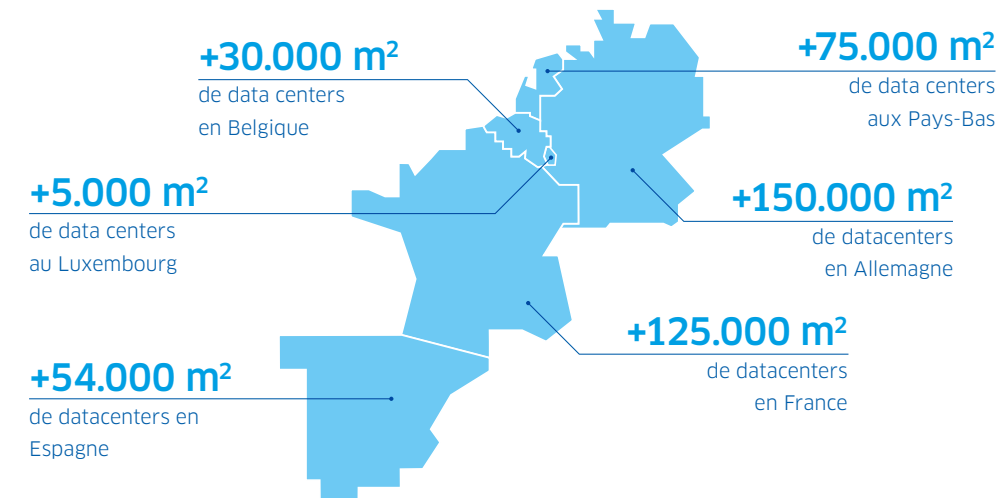 +30.000 m²
de data centers
en Belgique
+75.000 m²
de data centers
aux Pays-Bas
+5.000 m²
de data centers
au Luxembourg
+150.000 m²
de datacenters
en Allemagne
+125.000 m²
de datacenters
en France
+54.000 m²
de datacenters en
Espagne